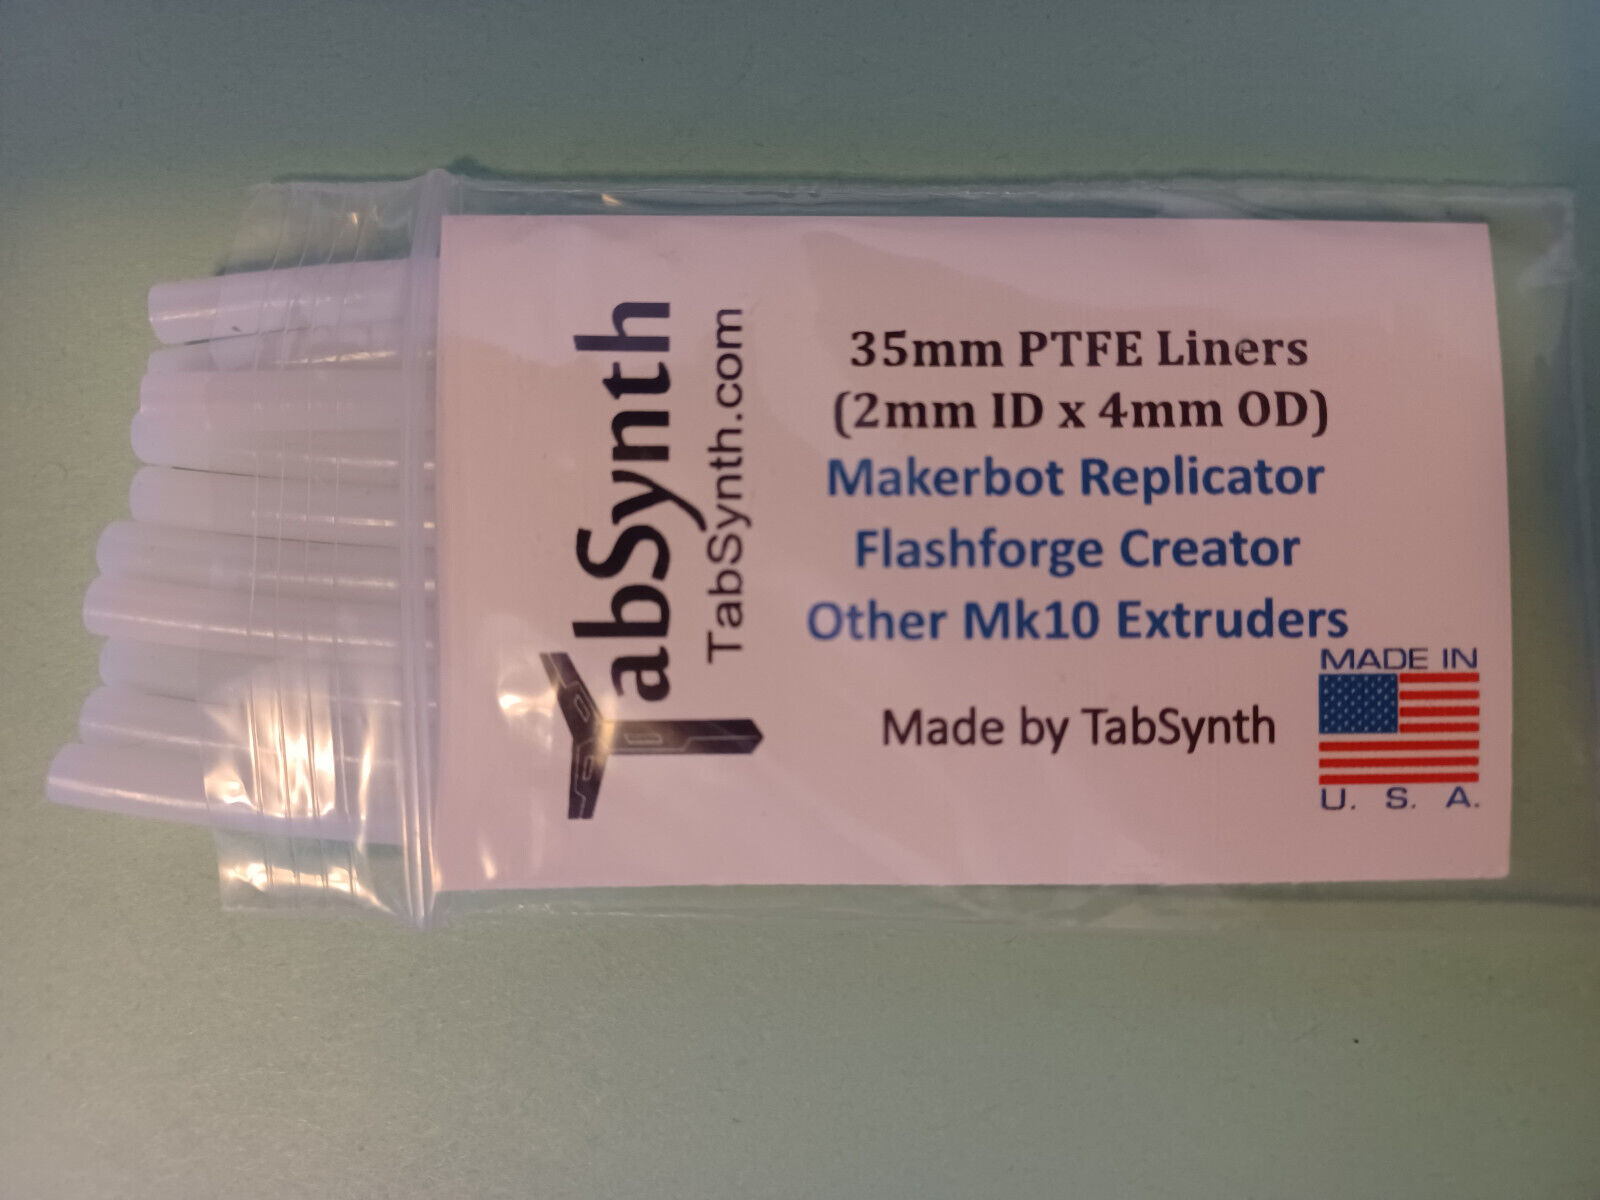 TabSynth
TabSynth.com
35mm PTFE Liners
(2mm ID x 4mm OD)
Makerbot Replicator
Flashforge Creator
Other Mk10 Extruders
Made by TabSynth
MADE IN
U. S. A.